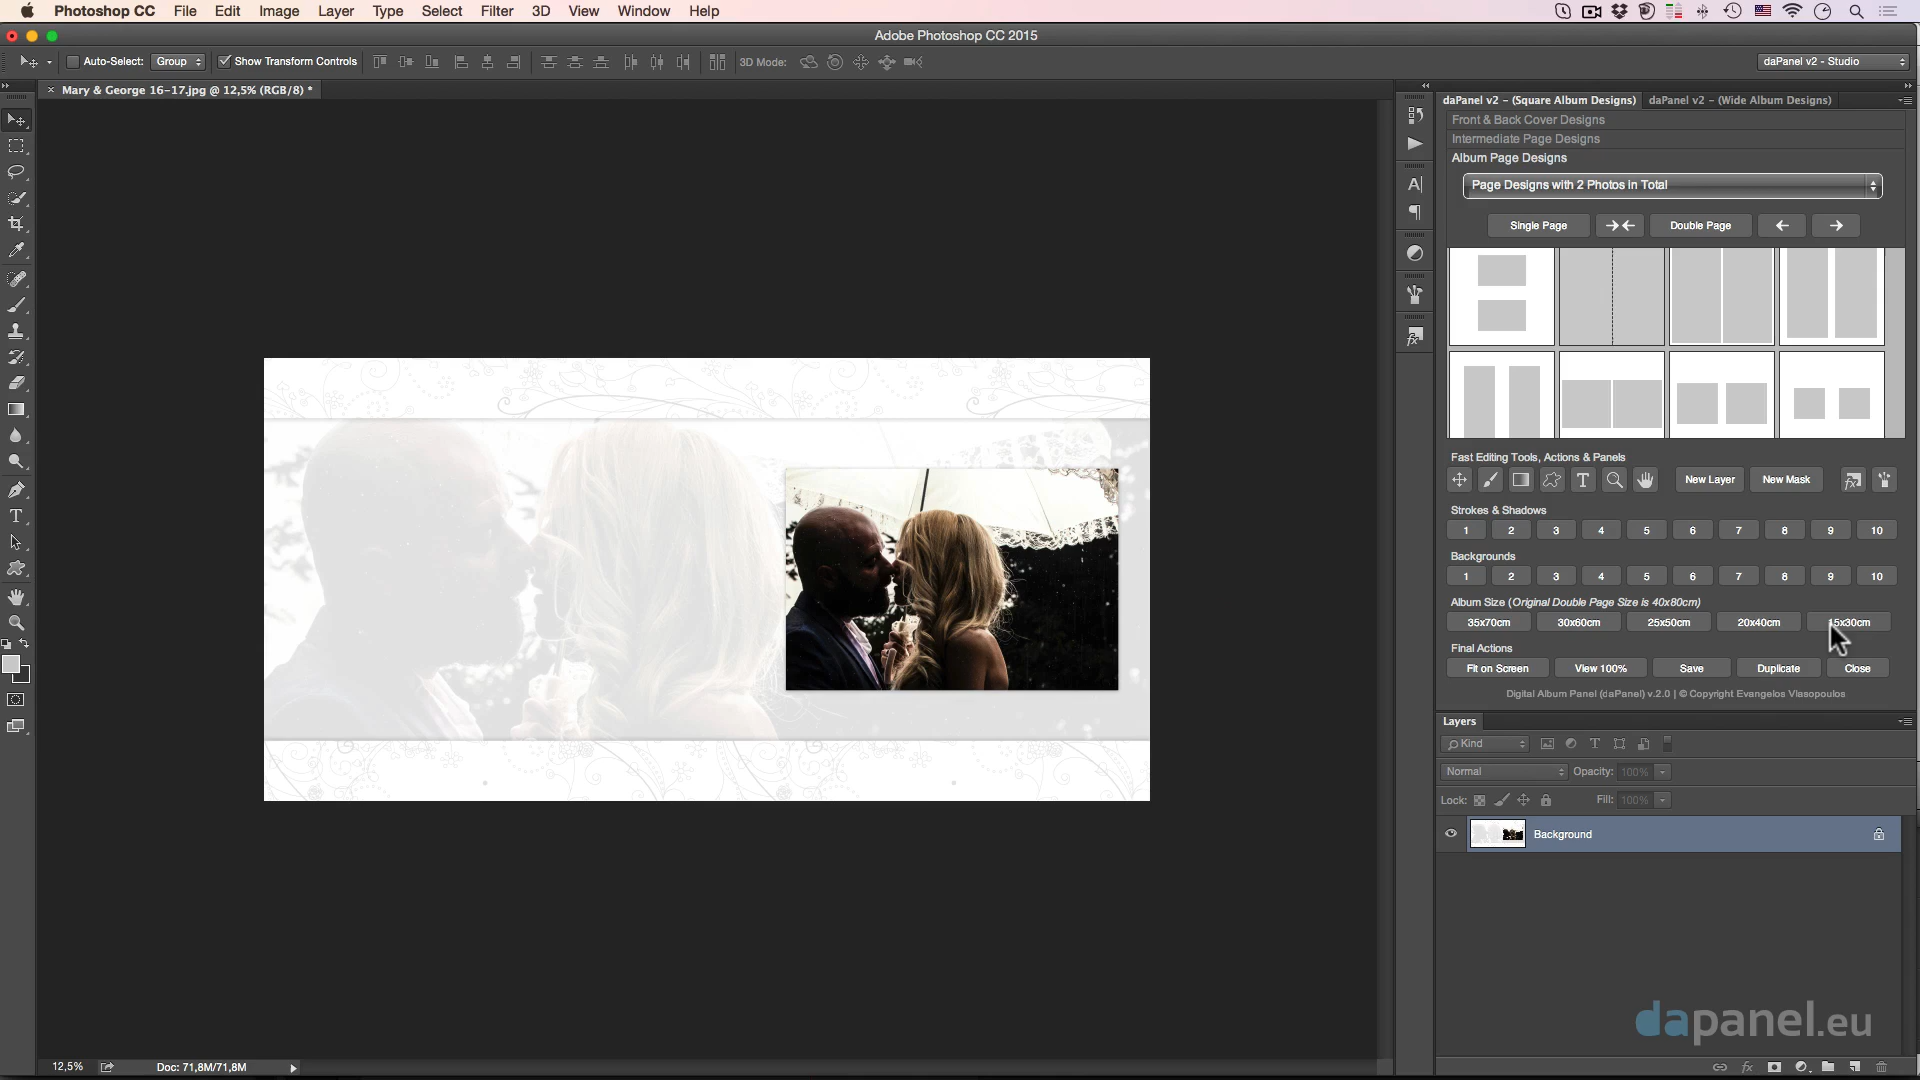 Photoshop CC File Edit Image Layer Type Select Filter 3D View Window Help
Adobe Photoshop CC 2015
Auto-Select: Group Show Transform Controls 3D Mode: daPanel v2 - Studio
× Mary & George 16-17.jpg @ 12,5% (RGB/8) *
daPanel v2 - (Square Album Designs) daPanel v2 - (Wide Album Designs)
Front & Back Cover Designs
Intermediate Page Designs
Album Page Designs
Page Designs with 2 Photos in Total
Single Page Double Page
Fast Editing Tools, Actions & Panels
T New Layer New Mask fx
Strokes & Shadows
1 2 3 4 5 6 7 8 9 10
Backgrounds
1 2 3 4 5 6 7 8 9 10
Album Size (Original Double Page Size is 40x80cm)
35x70cm 30x60cm 25x50cm 20x40cm 15x30cm
Final Actions
Fit on Screen View 100% Save Duplicate Close
Digital Album Panel (daPanel) v.2.0 | © Copyright Evangelos Vlasopoulos
Layers
Kind T
Normal Opacity: 100%
Lock: Fill: 100%
Background
dapanel.eu
12,5% Doc: 71,8M/71,8M fx